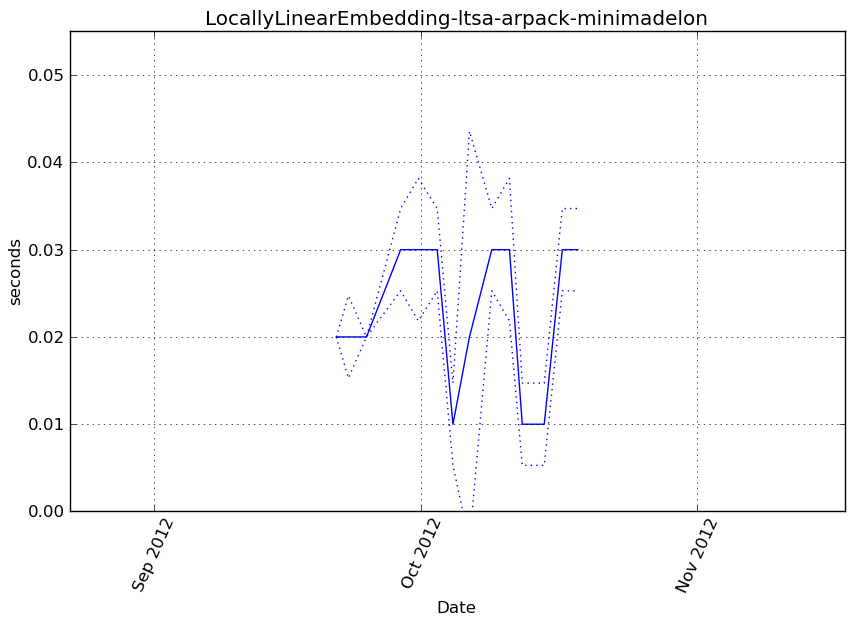 LocallyLinearEmbedding-ltsa-arpack-minimadelon
0.05
0.04
0.03
0.02
0.01
0.00
seconds
Sep 2012
Oct 2012
Nov 2012
Date